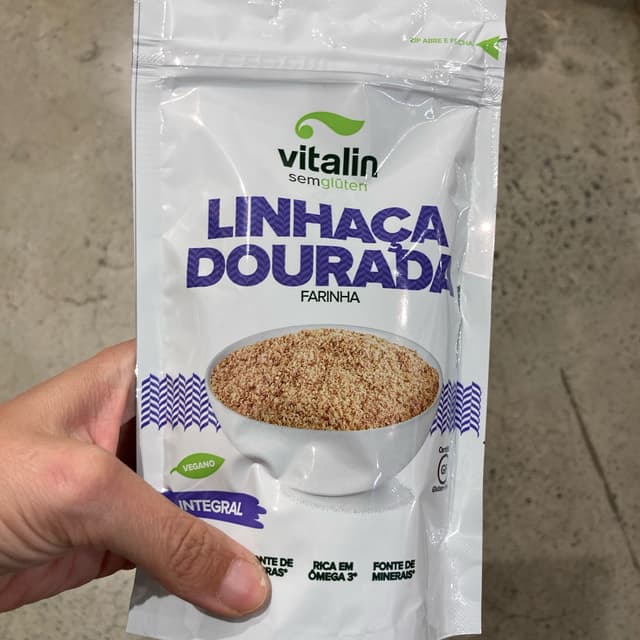 ZIP ABRE E FECHA
vitalin
semglúten
LINHAÇA
DOURADA
FARINHA
VEGANO
INTEGRAL
RICA EM
ÔMEGA 3*
FONTE DE
MINERAIS*